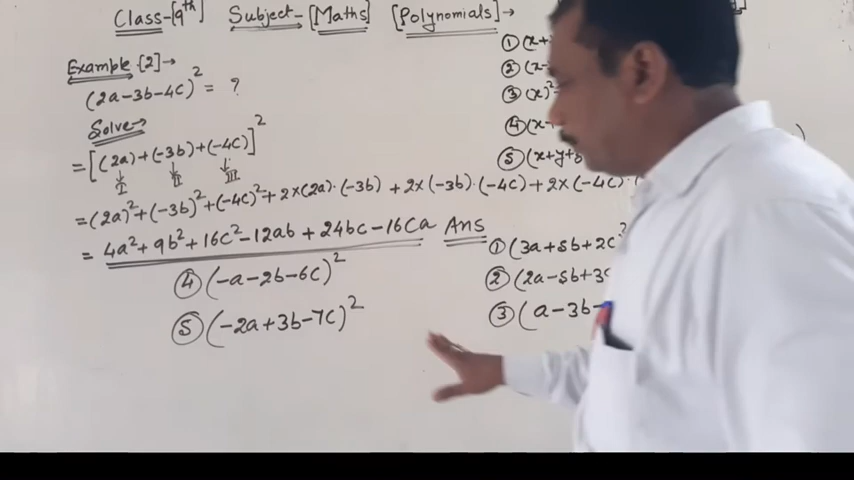 Class-[9th] Subject- [Maths] [Polynomials]→
Example-[2]→
(2a-3b-4c)² = ?
Solve→
= [(2a)+(-3b)+(-4c)]²
I II III
= (2a)²+(-3b)²+(-4c)²+2×(2a)·(-3b) +2×(-3b)·(-4c)+2×(-4c)·
= 4a²+9b²+16c²-12ab+24bc-16ca Ans
④ (-a-2b-6c)²
⑤ (-2a+3b-7c)²
① (x+
② (x-
③ (x)²
④ (x-
⑤ (x+y+
① (3a+5b+2c)²
② (2a-5b+3c
③ (a-3b-